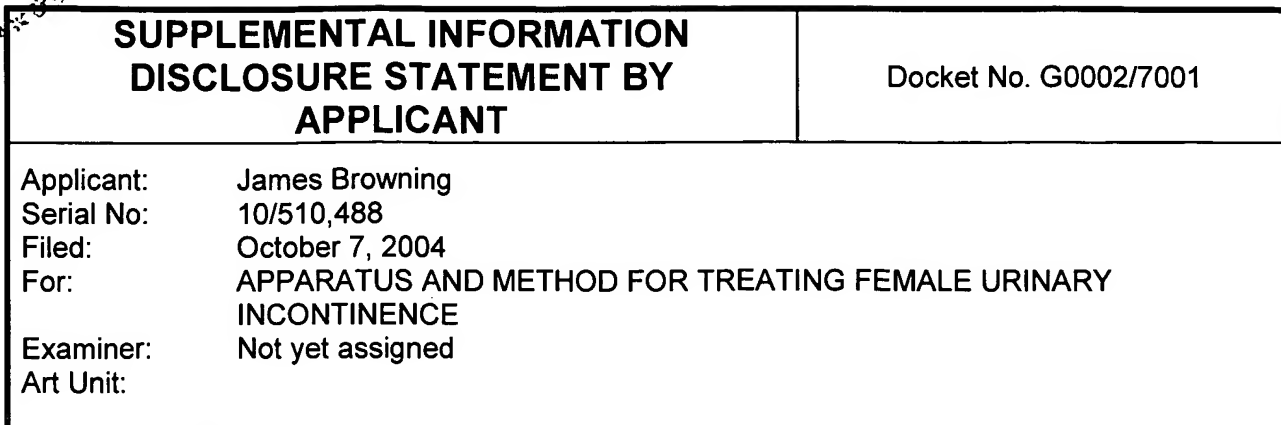 SUPPLEMENTAL INFORMATION
DISCLOSURE STATEMENT BY
APPLICANT
Docket No. G0002/7001
Applicant: James Browning
Serial No: 10/510,488
Filed: October 7, 2004
For: APPARATUS AND METHOD FOR TREATING FEMALE URINARY
INCONTINENCE
Examiner: Not yet assigned
Art Unit: